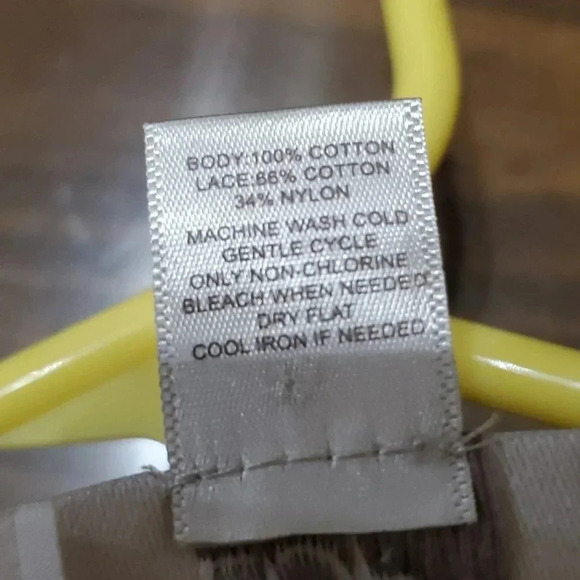 BODY:100% COTTON
LACE:66% COTTON
34% NYLON
MACHINE WASH COLD
GENTLE CYCLE
ONLY NON-CHLORINE
BLEACH WHEN NEEDED
DRY FLAT
COOL IRON IF NEEDED